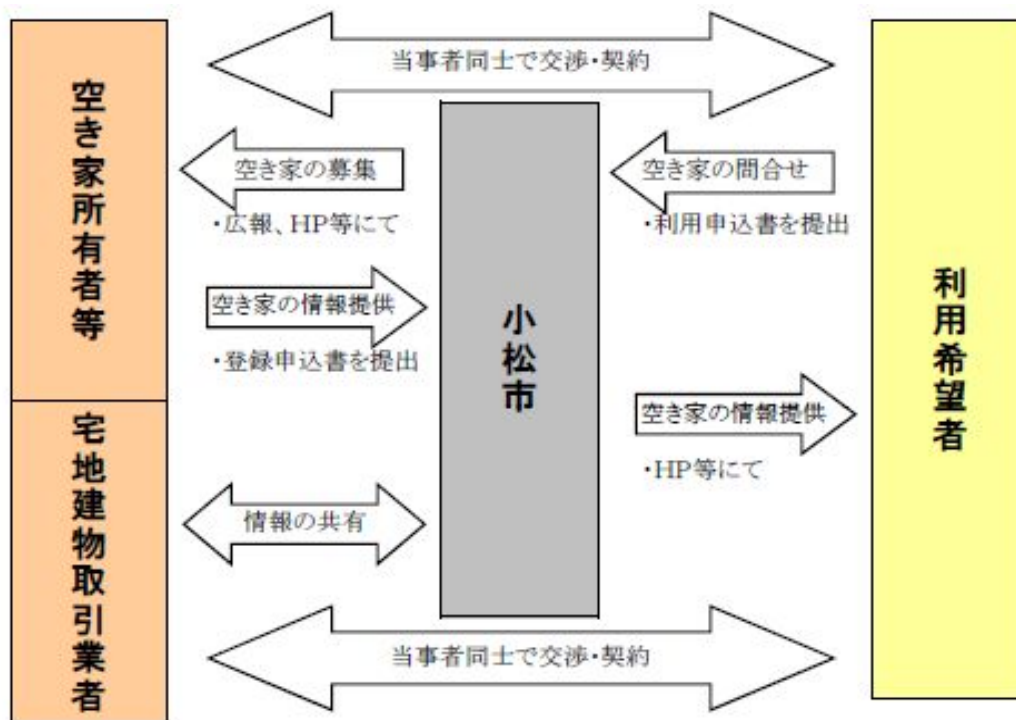 当事者同士で交渉・契約
空き家所有者等
空き家の募集
・広報、HP等にて
空き家の情報提供
・登録申込書を提出
宅地建物取引業者
情報の共有
小松市
空き家の問合せ
・利用申込書を提出
空き家の情報提供
・HP等にて
利用希望者
当事者同士で交渉・契約